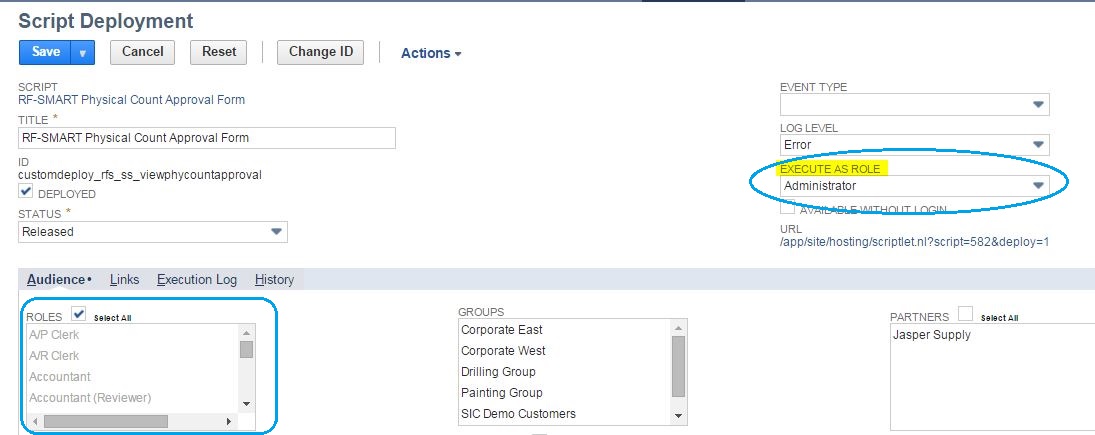 Script Deployment
Save
Cancel
Reset
Change ID
Actions
SCRIPT
RF-SMART Physical Count Approval Form
TITLE *
RF-SMART Physical Count Approval Form
ID
customdeploy_rfs_ss_viewphycountapproval
DEPLOYED
STATUS *
Released
EVENT TYPE
LOG LEVEL
Error
EXECUTE AS ROLE
Administrator
AVAILABLE WITHOUT LOGIN
URL
/app/site/hosting/scriptlet.nl?script=582&deploy=1
Audience• Links Execution Log History
ROLES Select All
A/P Clerk
A/R Clerk
Accountant
Accountant (Reviewer)
GROUPS
Corporate East
Corporate West
Drilling Group
Painting Group
SIC Demo Customers
PARTNERS Select All
Jasper Supply